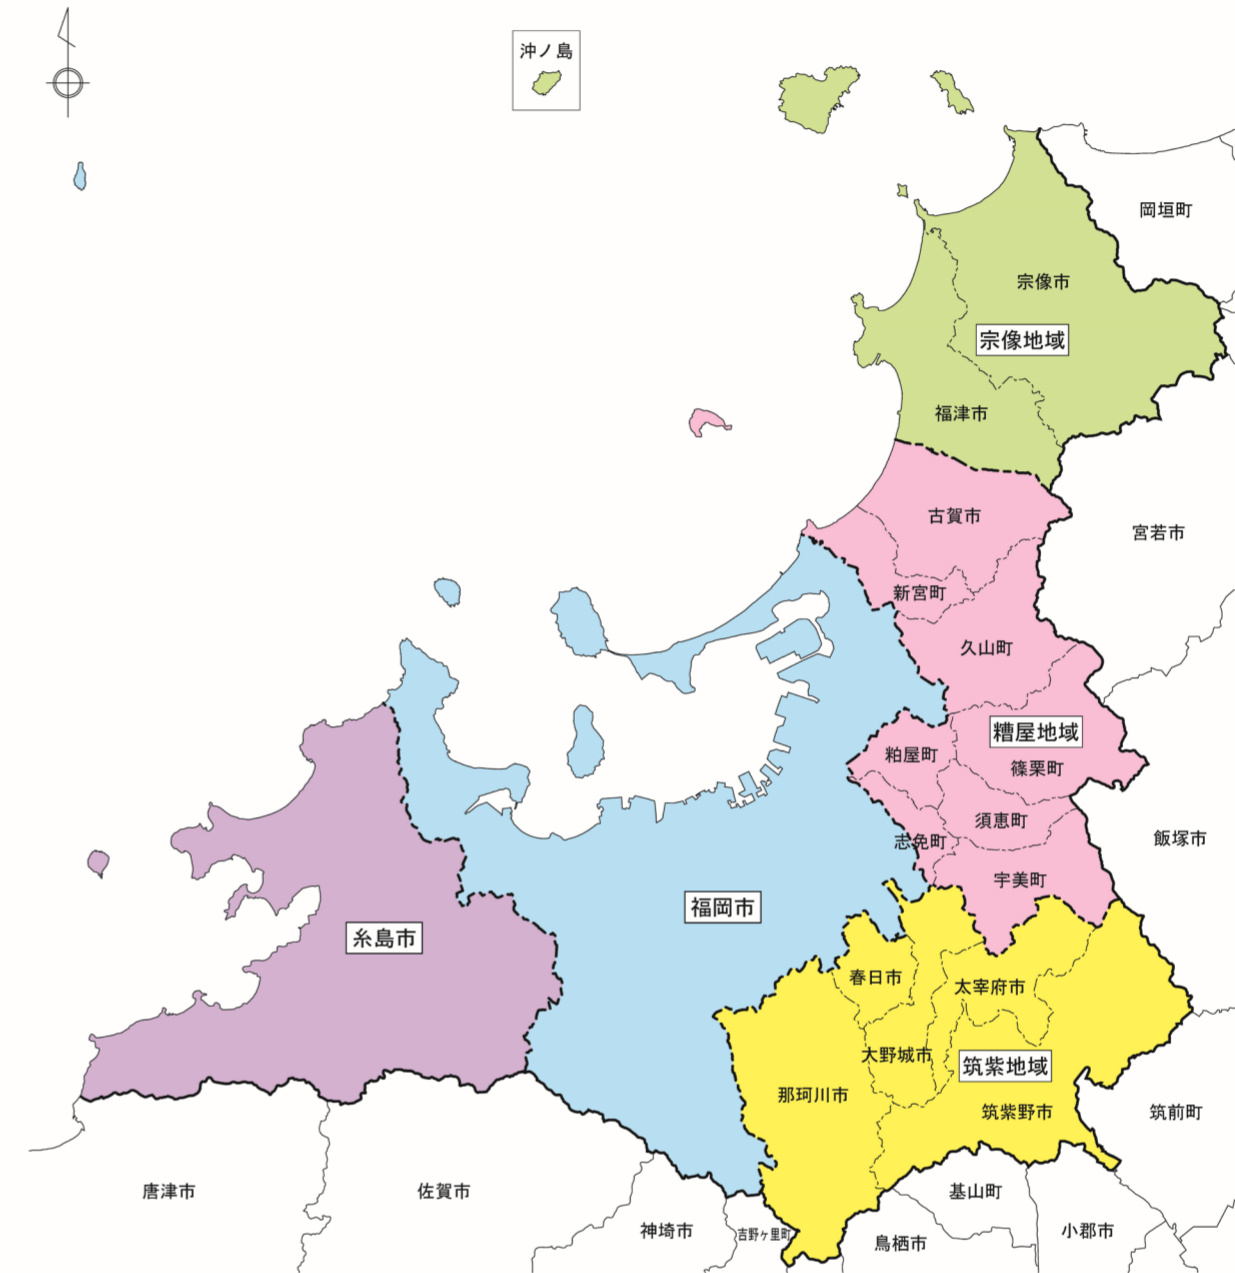 沖ノ島
岡垣町
宗像市
宗像地域
福津市
古賀市
宮若市
新宮町
久山町
糟屋地域
粕屋町
篠栗町
須恵町
志免町
飯塚市
宇美町
福岡市
糸島市
春日市
太宰府市
大野城市
筑紫地域
那珂川市
筑紫野市
筑前町
唐津市
佐賀市
基山町
神埼市
吉野ヶ里町
鳥栖市
小郡市